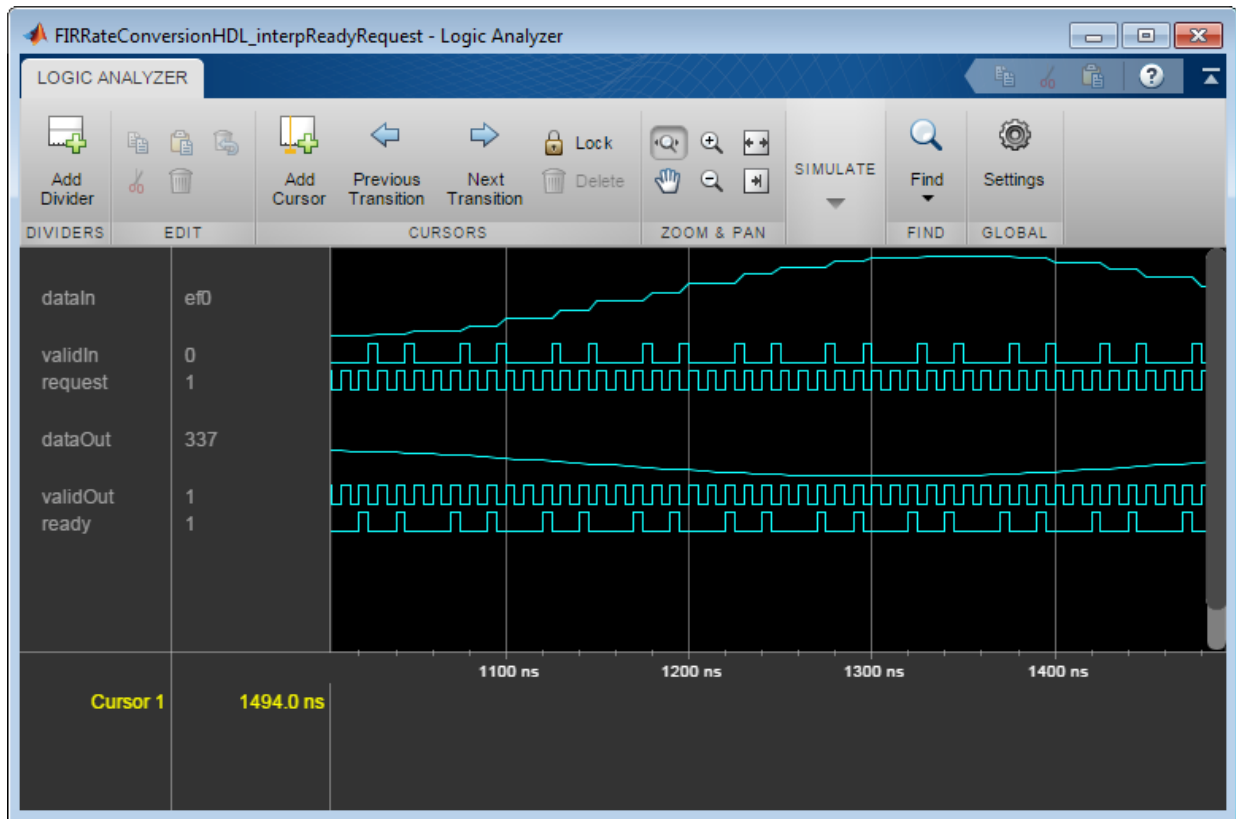 FIRRateConversionHDL_interpReadyRequest - Logic Analyzer
LOGIC ANALYZER
?
Add Divider
Add Cursor
Previous Transition
Next Transition
Lock
Delete
SIMULATE
Find
Settings
DIVIDERS EDIT CURSORS ZOOM & PAN FIND GLOBAL
dataIn ef0
validIn 0
request 1
dataOut 337
validOut 1
ready 1
1100 ns 1200 ns 1300 ns 1400 ns
Cursor 1 1494.0 ns